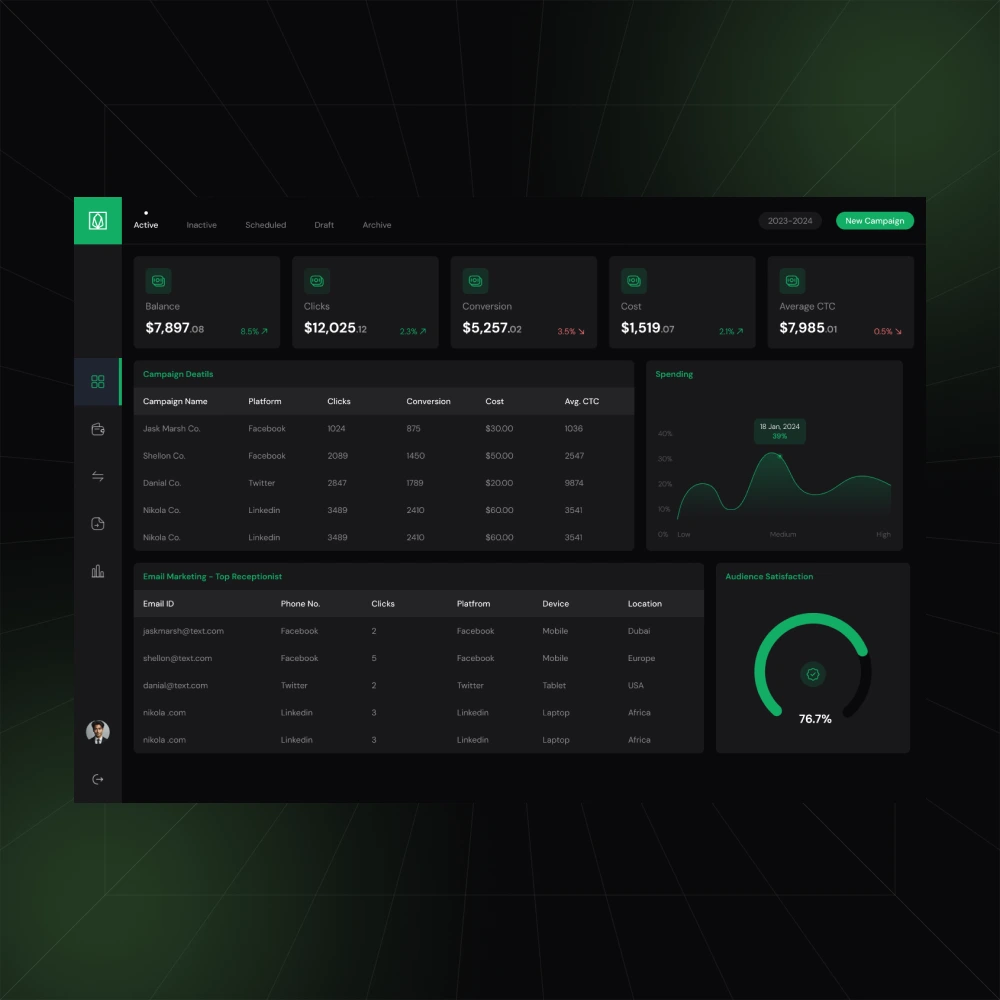 Active Inactive Scheduled Draft Archive 2023-2024 New Campaign
Balance Clicks Conversion Cost Average CTC
$7,897.08 8.5% $12,025.12 2.3% $5,257.02 3.5% $1,519.07 2.1% $7,985.01 0.5%
Campaign Deatils
Campaign Name Platform Clicks Conversion Cost Avg. CTC
Jask Marsh Co. Facebook 1024 875 $30.00 1036
Shellon Co. Facebook 2089 1450 $50.00 2547
Danial Co. Twitter 2847 1789 $20.00 9874
Nikola Co. Linkedin 3489 2410 $60.00 3541
Nikola Co. Linkedin 3489 2410 $60.00 3541
Spending
18 Jan, 2024
39%
40%
30%
20%
10%
0% Low Medium High
Email Marketing - Top Receptionist
Email ID Phone No. Clicks Platfrom Device Location
jaskmarsh@text.com Facebook 2 Facebook Mobile Dubai
shellon@text.com Facebook 5 Facebook Mobile Europe
danial@text.com Twitter 2 Twitter Tablet USA
nikola .com Linkedin 3 Linkedin Laptop Africa
nikola .com Linkedin 3 Linkedin Laptop Africa
Audience Satisfaction
76.7%